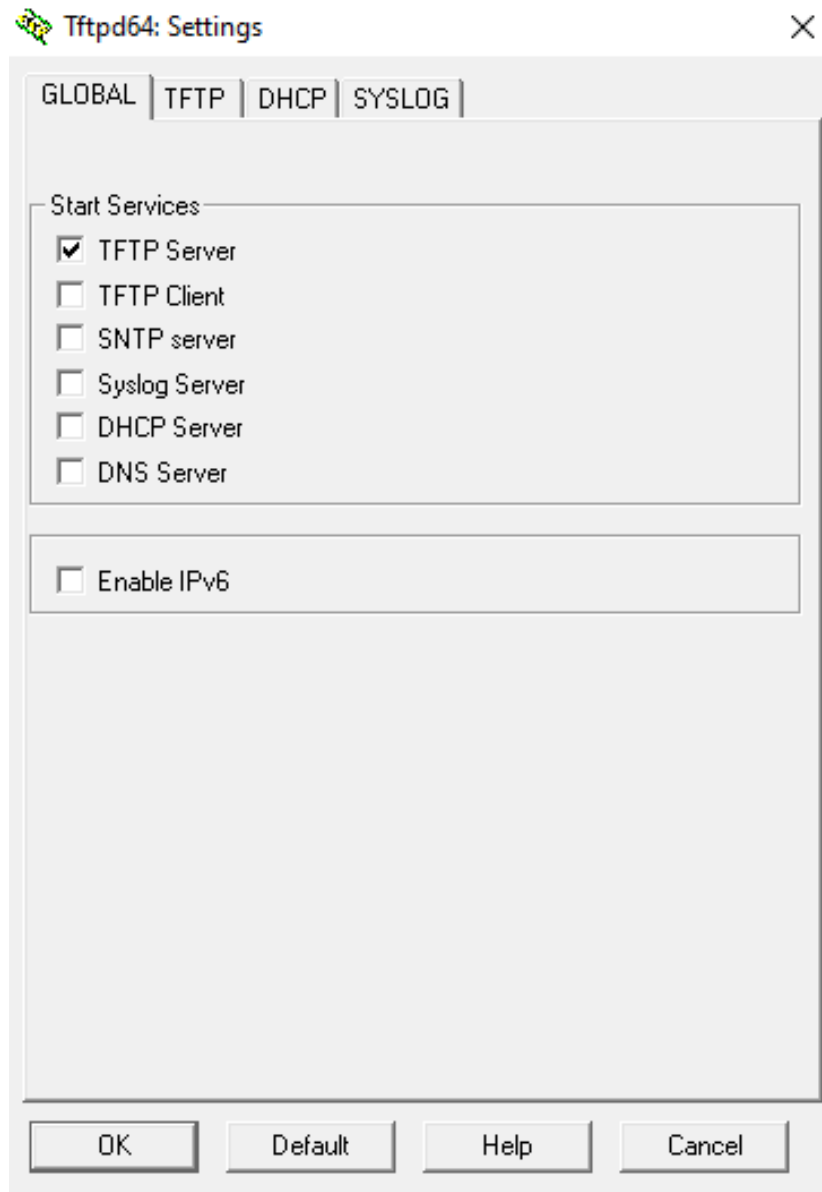 Tftpd64: Settings
GLOBAL TFTP DHCP SYSLOG
Start Services
TFTP Server
TFTP Client
SNTP server
Syslog Server
DHCP Server
DNS Server
Enable IPv6
OK Default Help Cancel